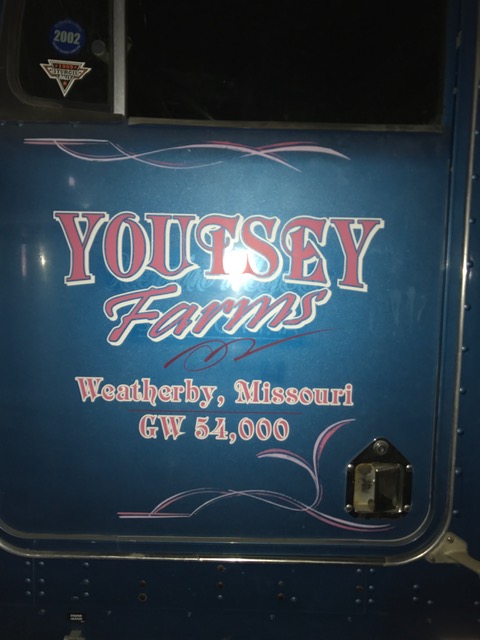 2002
YOUTSEY
Farms
Weatherby, Missouri
GW 54,000